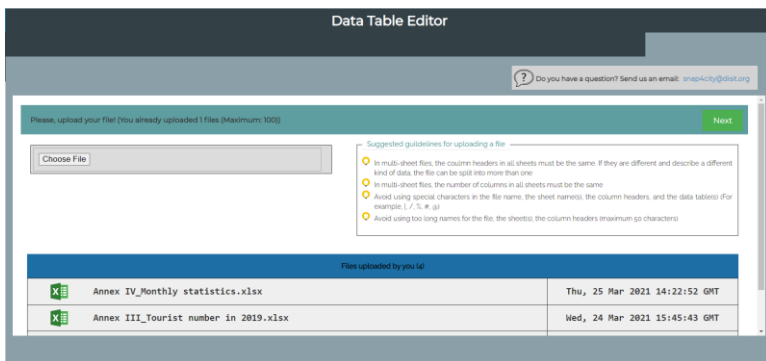 Data Table Editor
? Do you have a question? Send us an email: snap4city@disit.org
Please, upload your file! (You already uploaded 1 files (Maximum: 100))
Next
Choose File
Suggested guildelines for uploading a file
In multi-sheet files, the coulmn headers in all sheets must be the same. If they are different and describe a different
kind of data, the file can be split into more than one
In multi-sheet files, the number of columns in all sheets must be the same
Avoid using special characters in the file name, the sheet name(s), the column headers, and the data table(s) (For
example, (, /, %, #, @)
Avoid using too long names for the file, the sheet(s), the column headers (maximum 50 characters)
Files uploaded by you (4)
Annex IV_Monthly statistics.xlsx
Thu, 25 Mar 2021 14:22:52 GMT
Annex III_Tourist number in 2019.xlsx
Wed, 24 Mar 2021 15:45:43 GMT